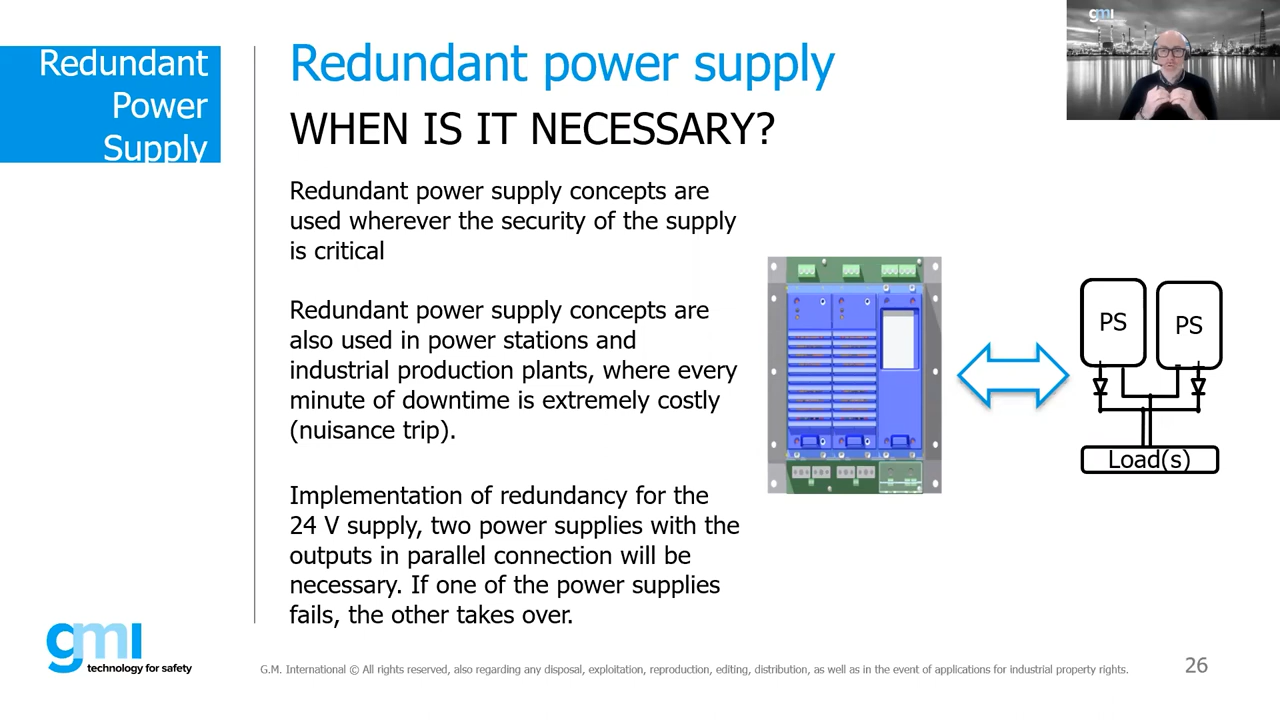 gmi
Redundant
Power
Supply
Redundant power supply
WHEN IS IT NECESSARY?
Redundant power supply concepts are
used wherever the security of the supply
is critical
Redundant power supply concepts are
also used in power stations and
industrial production plants, where every
minute of downtime is extremely costly
(nuisance trip).
Implementation of redundancy for the
24 V supply, two power supplies with the
outputs in parallel connection will be
necessary. If one of the power supplies
fails, the other takes over.
PS
PS
Load(s)
gmi
technology for safety
G.M. International © All rights reserved, also regarding any disposal, exploitation, reproduction, editing, distribution, as well as in the event of applications for industrial property rights.
26